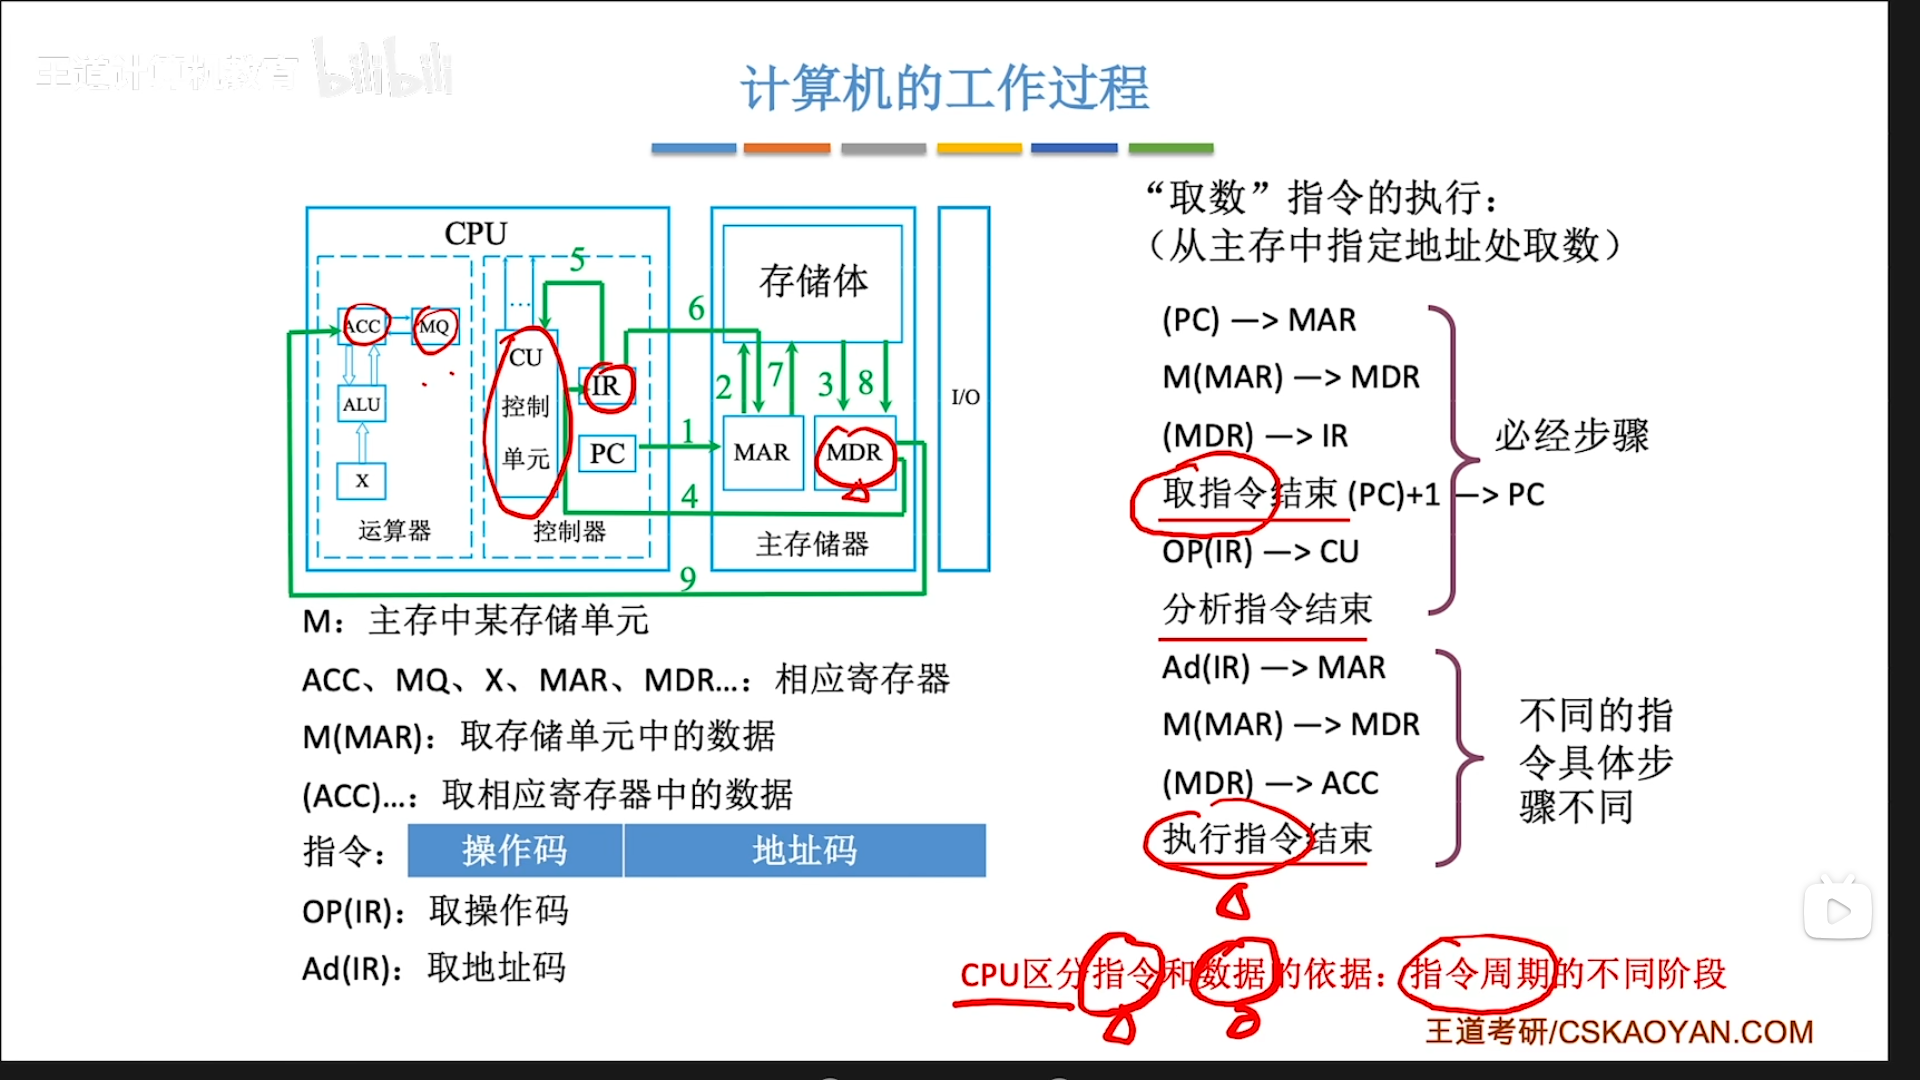 王道计算机教育 bilibili
计算机的工作过程
CPU
ACC
MQ
ALU
X
运算器
…
CU
控制
单元
IR
PC
控制器
存储体
MAR
MDR
主存储器
I/O
1
2
3
4
5
6
7
8
9
M：主存中某存储单元
ACC、MQ、X、MAR、MDR…：相应寄存器
M(MAR)：取存储单元中的数据
(ACC)…：取相应寄存器中的数据
指令： 操作码 地址码
OP(IR)：取操作码
Ad(IR)：取地址码
“取数”指令的执行：
（从主存中指定地址处取数）
(PC) —> MAR
M(MAR) —> MDR
(MDR) —> IR
取指令结束 (PC)+1 —> PC
OP(IR) —> CU
分析指令结束
必经步骤
Ad(IR) —> MAR
M(MAR) —> MDR
(MDR) —> ACC
执行指令结束
不同的指
令具体步
骤不同
CPU区分指令和数据的依据：指令周期的不同阶段
王道考研/CSKAOYAN.COM